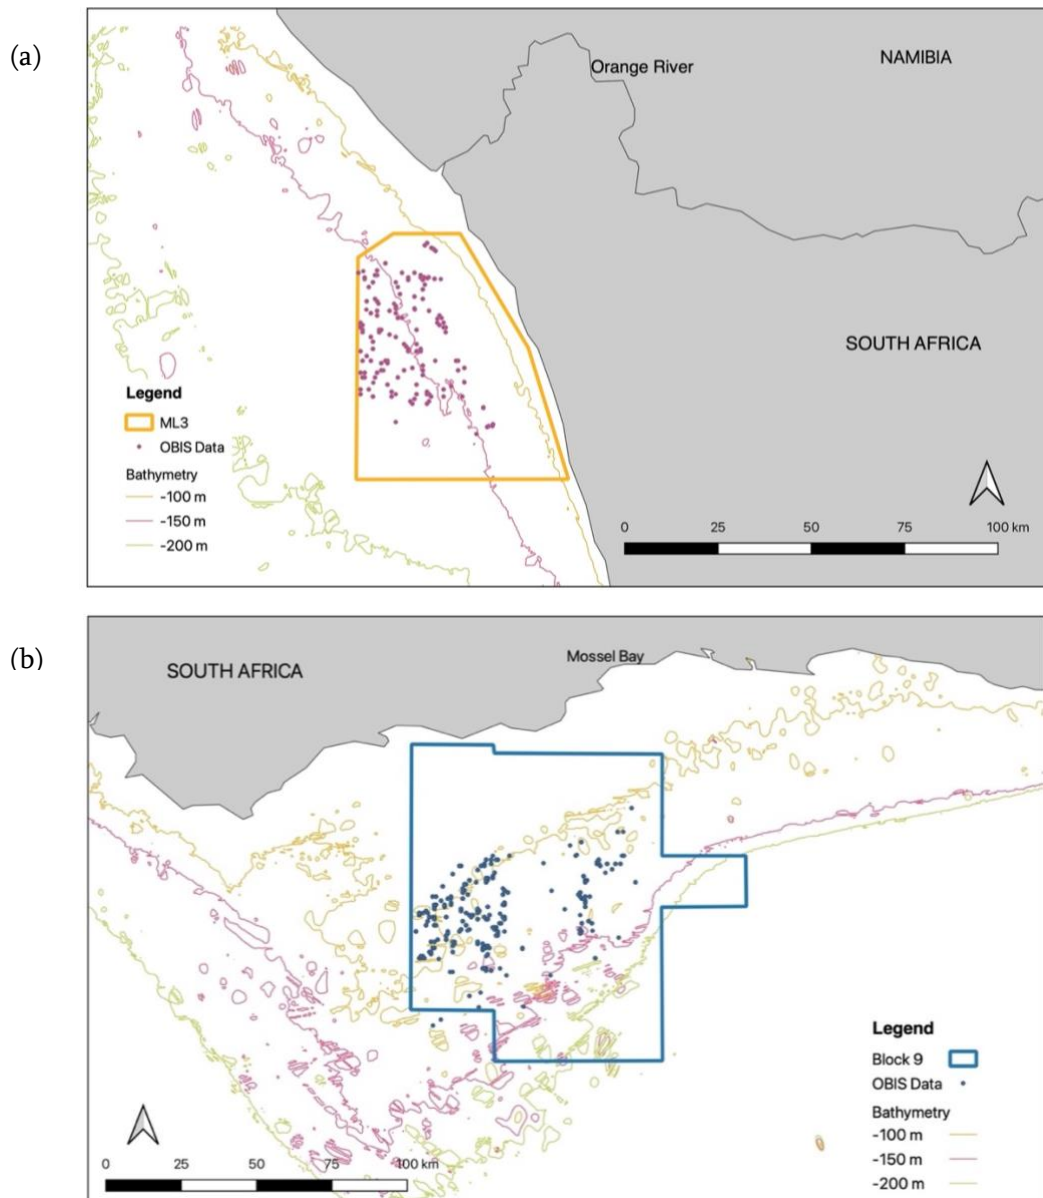 (a)
NAMIBIA
Orange River
SOUTH AFRICA
Legend
ML3
OBIS Data
Bathymetry
-100 m
-150 m
-200 m
0 25 50 75 100 km
(b)
SOUTH AFRICA
Mossel Bay
Legend
Block 9
OBIS Data
Bathymetry
-100 m
-150 m
-200 m
0 25 50 75 100 km